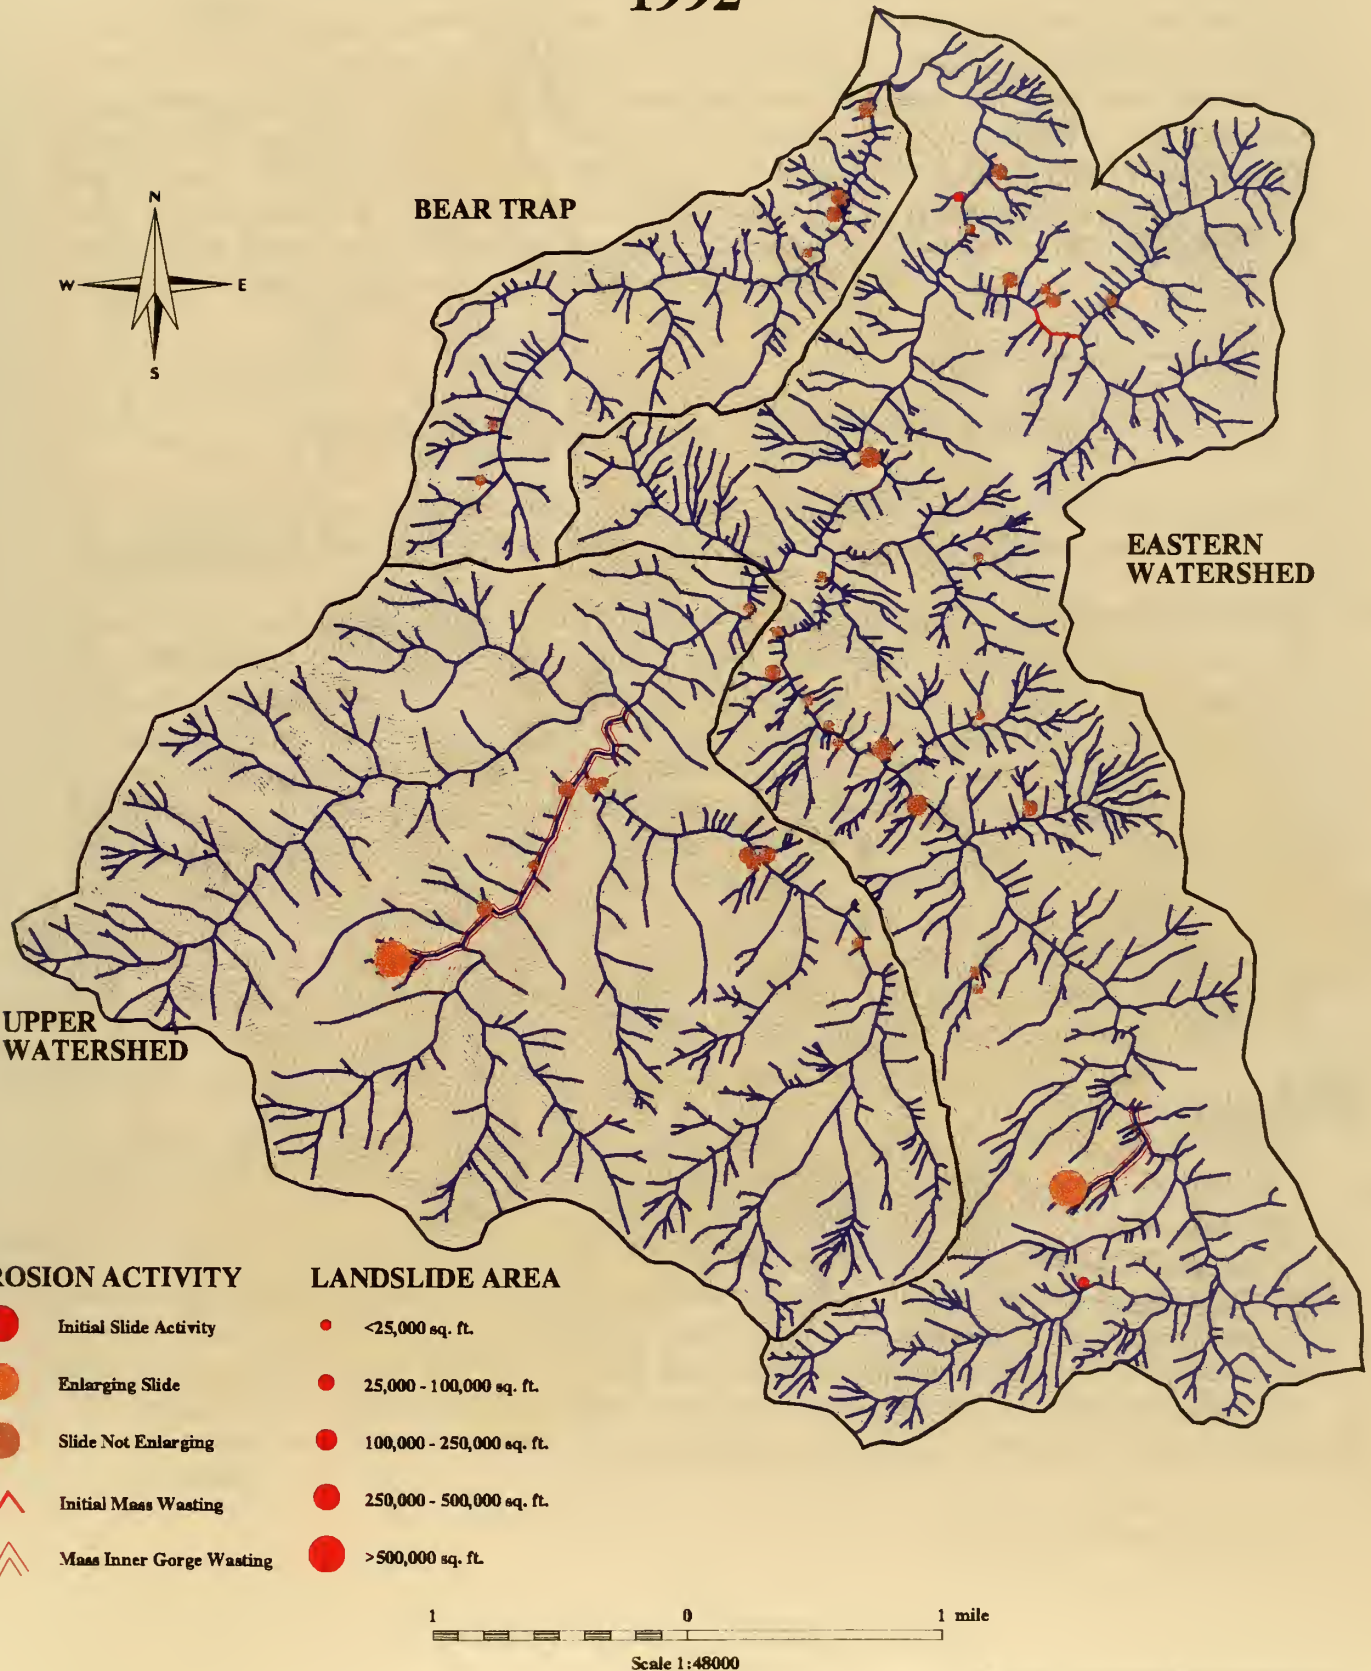 1992
N
W
E
S
BEAR TRAP
EASTERN
WATERSHED
UPPER
WATERSHED
ROSION ACTIVITY
Initial Slide Activity
Enlarging Slide
Slide Not Enlarging
Initial Mass Wasting
Mass Inner Gorge Wasting
LANDSLIDE AREA
<25,000 sq. ft.
25,000 - 100,000 sq. ft.
100,000 - 250,000 sq. ft.
250,000 - 500,000 sq. ft.
>500,000 sq. ft.
1 0 1 mile
Scale 1:48000